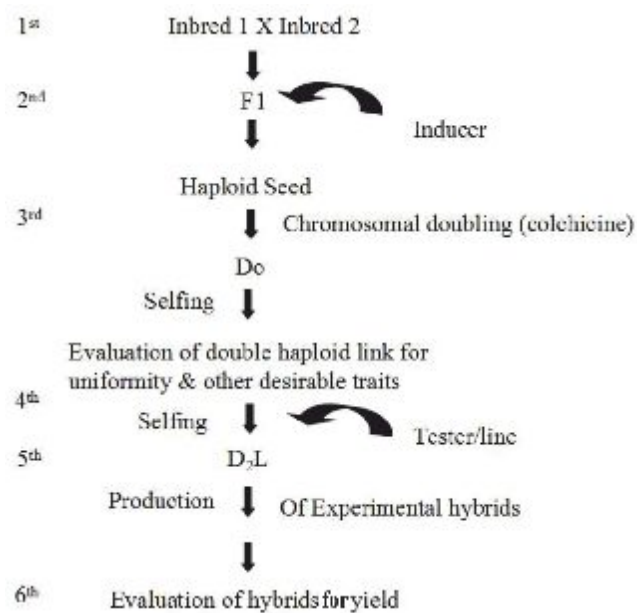 1st Inbred 1 X Inbred 2
2nd F1
Inducer
Haploid Seed
3rd Chromosomal doubling (colchicine)
Do
Selfing
Evaluation of double haploid link for
uniformity & other desirable traits
4th
Selfing Tester/line
5th D2L
Production Of Experimental hybrids
6th Evaluation of hybrids for yield